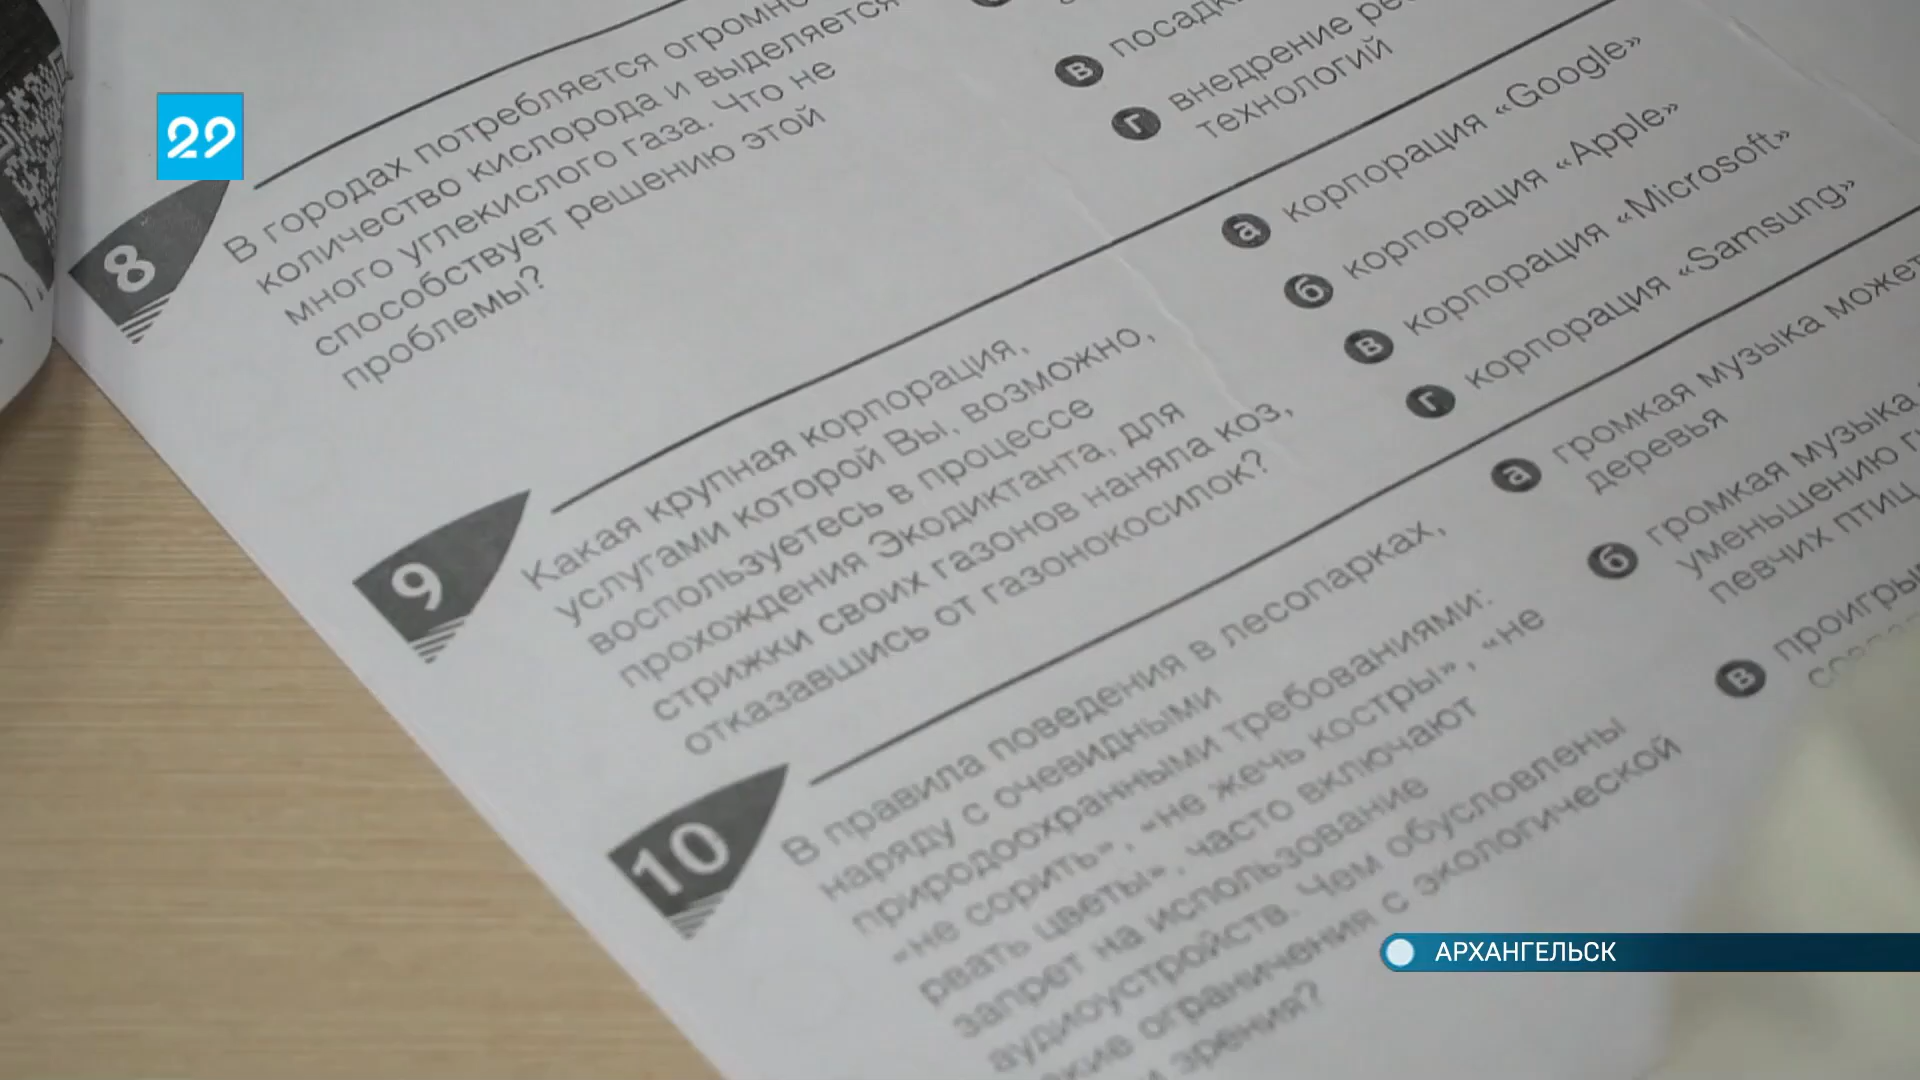 29
8
В городах потребляется огромное
количество кислорода и выделяется
много углекислого газа. Что не
способствует решению этой
проблемы?
в посадка
г внедрение
технологий
9
Какая крупная корпорация,
услугами которой Вы, возможно,
воспользуетесь в процессе
прохождения Экодиктанта, для
стрижки своих газонов наняла коз,
отказавшись от газонокосилок?
а корпорация «Google»
б корпорация «Apple»
в корпорация «Microsoft»
г корпорация «Samsung»
10
В правила поведения в лесопарках,
наряду с очевидными
природоохранными требованиями:
«не сорить», «не жечь костры», «не
рвать цветы», часто включают
запрет на использование
аудиоустройств. Чем обусловлены
ограничения с экологической
зрения?
а громкая музыка может
деревья
б громкая музыка
уменьшению
певчих птиц
в
АРХАНГЕЛЬСК